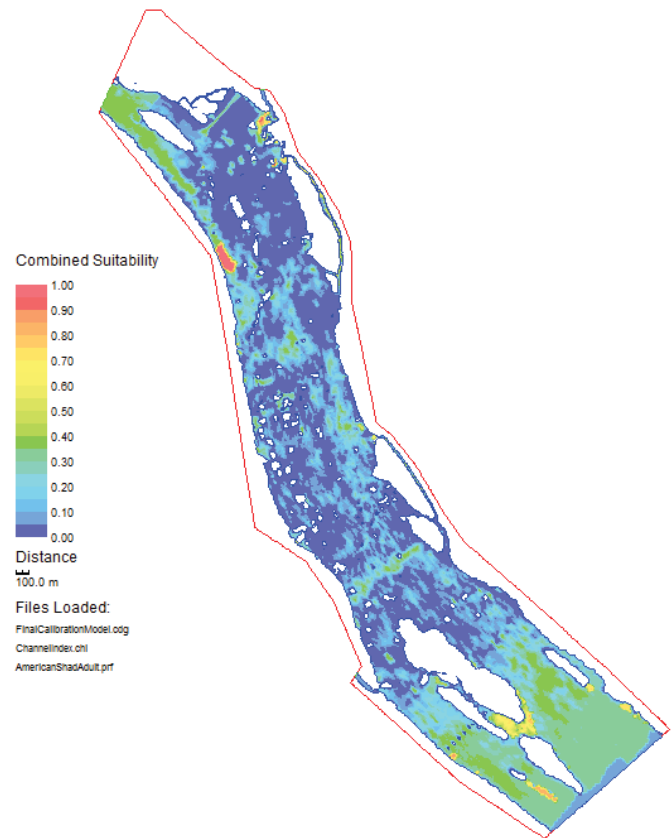 Combined Suitability
1.00
0.90
0.80
0.70
0.60
0.50
0.40
0.30
0.20
0.10
0.00
Distance
100.0 m
Files Loaded:
FinalCalibrationModel.cdg
ChannelIndex.chi
AmericanShadAdult.prf